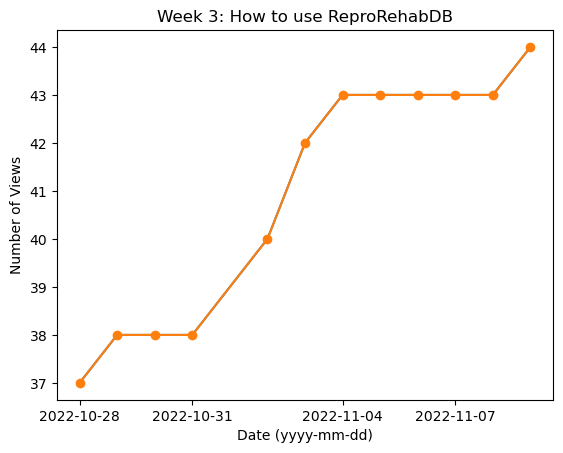 Week 3: How to use ReproRehabDB
Number of Views
44
43
42
41
40
39
38
37
2022-10-28 2022-10-31 2022-11-04 2022-11-07
Date (yyyy-mm-dd)